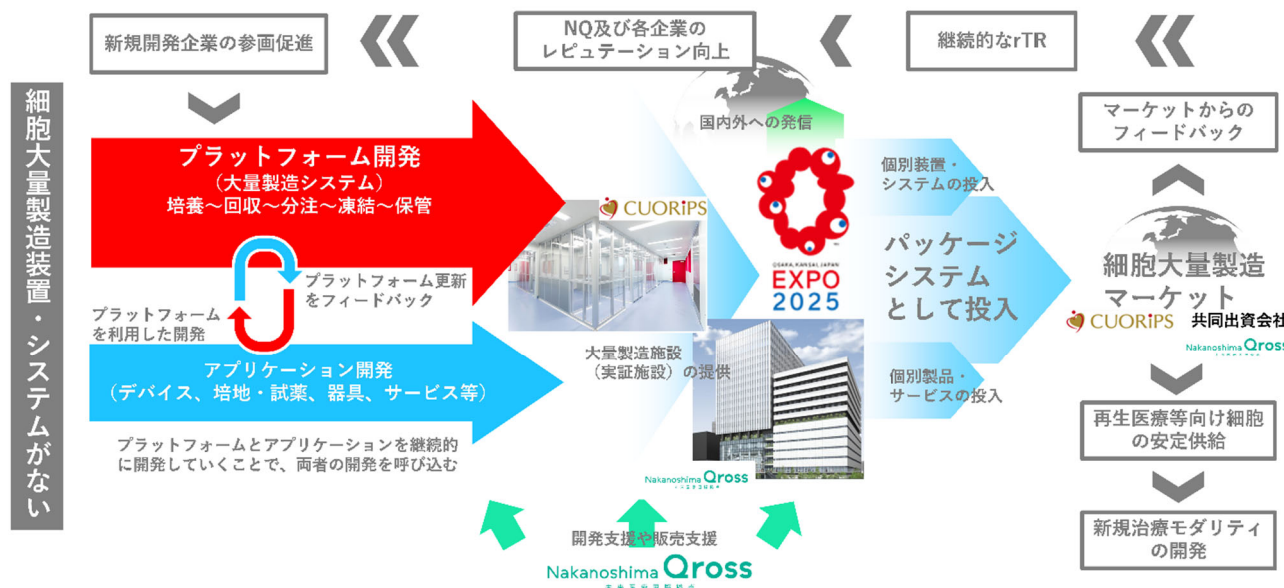 新規開発企業の参画促進
NQ及び各企業の
レピュテーション向上
継続的なrTR
細胞大量製造装置・システムがない
国内外への発信
マーケットからの
フィードバック
プラットフォーム開発
（大量製造システム）
培養～回収～分注～凍結～保管
CUORiPS
個別装置・
システムの投入
OSAKA, KANSAI, JAPAN
EXPO
2025
パッケージ
システム
として投入
細胞大量製造
マーケット
CUORiPS 共同出資会社
Nakanoshima Qross
プラットフォーム更新
をフィードバック
プラットフォーム
を利用した開発
アプリケーション開発
（デバイス、培地・試薬、器具、サービス等）
大量製造施設
（実証施設）の提供
個別製品・
サービスの投入
再生医療等向け細胞
の安定供給
プラットフォームとアプリケーションを継続的
に開発していくことで、両者の開発を呼び込む
Nakanoshima Qross
新規治療モダリティ
の開発
開発支援や販売支援
Nakanoshima Qross